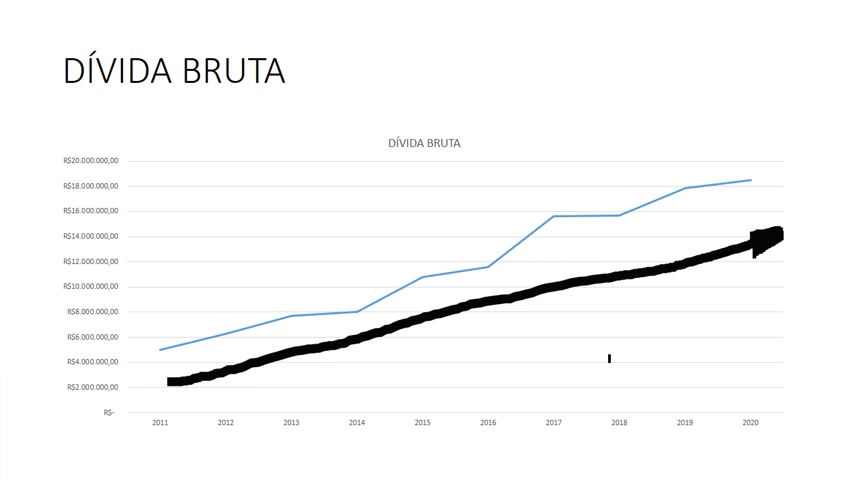 DÍVIDA BRUTA
DÍVIDA BRUTA
R$20.000.000,00
R$18.000.000,00
R$16.000.000,00
R$14.000.000,00
R$12.000.000,00
R$10.000.000,00
R$8.000.000,00
R$6.000.000,00
R$4.000.000,00
R$2.000.000,00
R$-
2011 2012 2013 2014 2015 2016 2017 2018 2019 2020